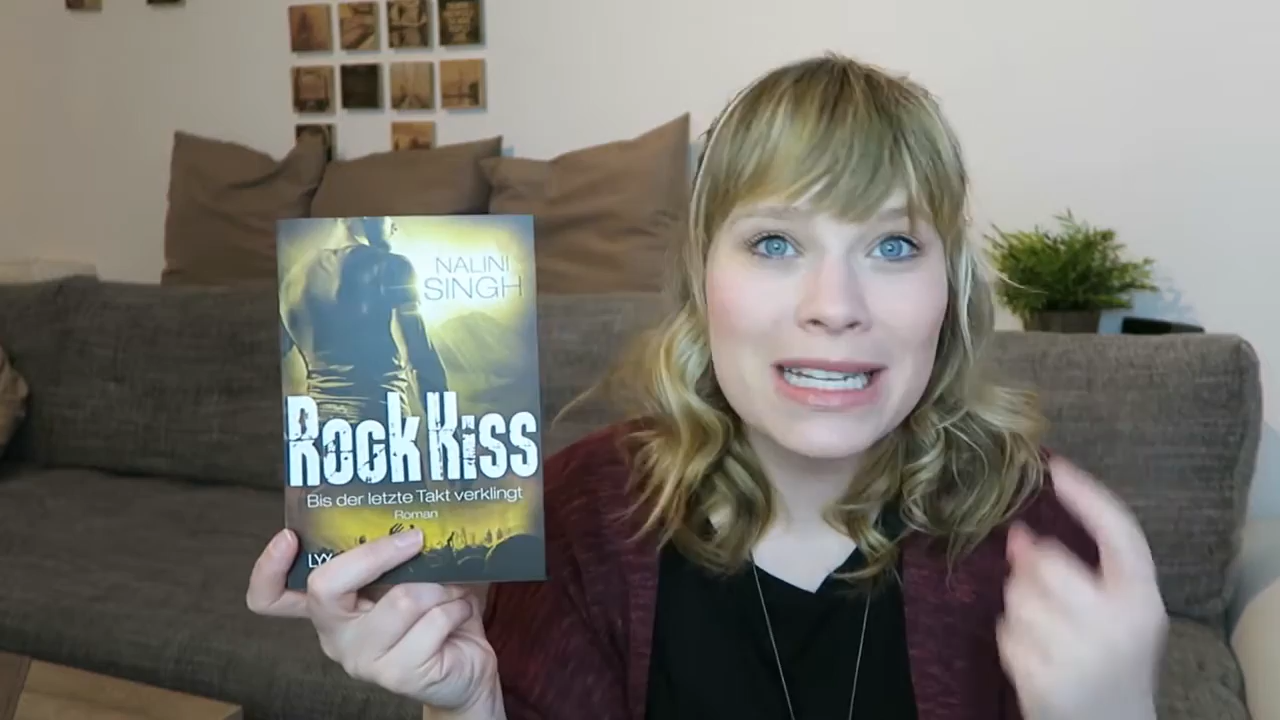 NALINI
SINGH
Rock Kiss
Bis der letzte Takt verklingt
Roman